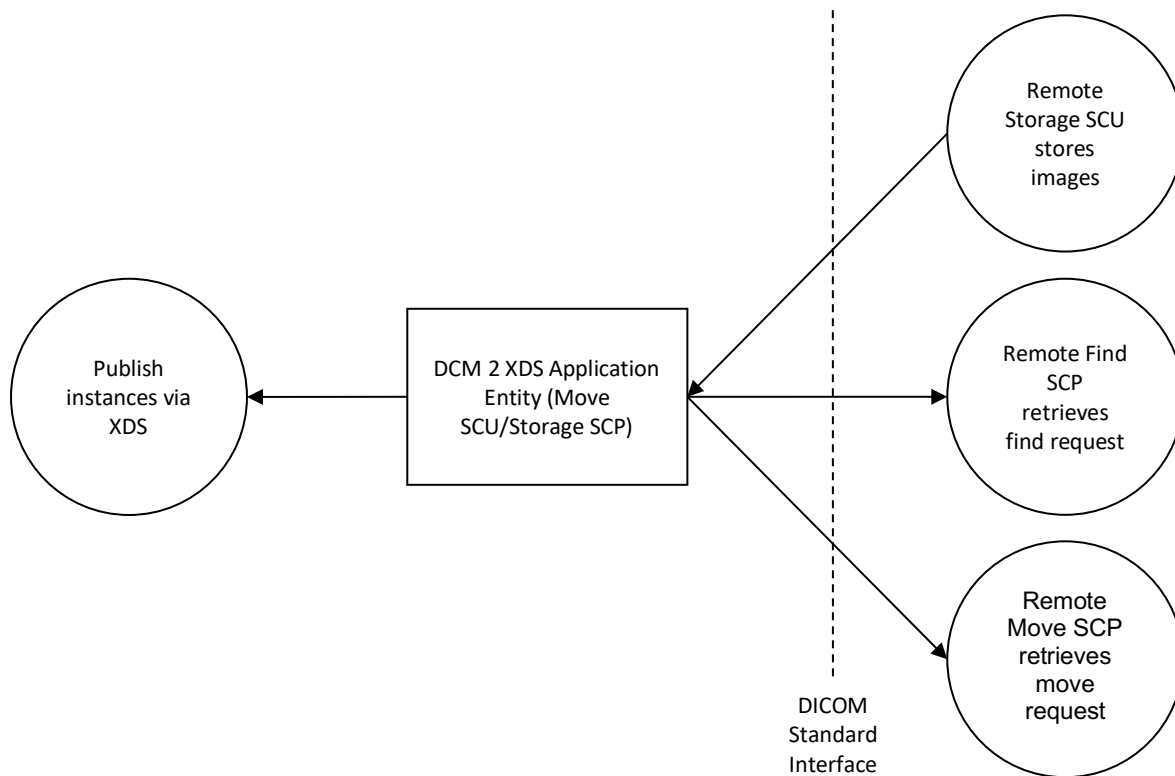 Remote
Storage SCU
stores
images
Publish
instances via
XDS
DCM 2 XDS Application
Entity (Move
SCU/Storage SCP)
Remote Find
SCP
retrieves
find request
Remote
Move SCP
retrieves
move
request
DICOM
Standard
Interface